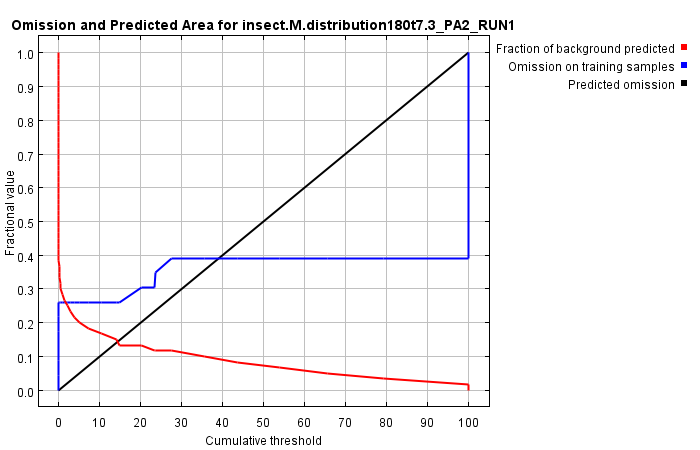 Omission and Predicted Area for insect.M.distribution180t7.3_PA2_RUN1
Fraction of background predicted
Omission on training samples
Predicted omission
Fractional value
1.0
0.9
0.8
0.7
0.6
0.5
0.4
0.3
0.2
0.1
0.0
0 10 20 30 40 50 60 70 80 90 100
Cumulative threshold